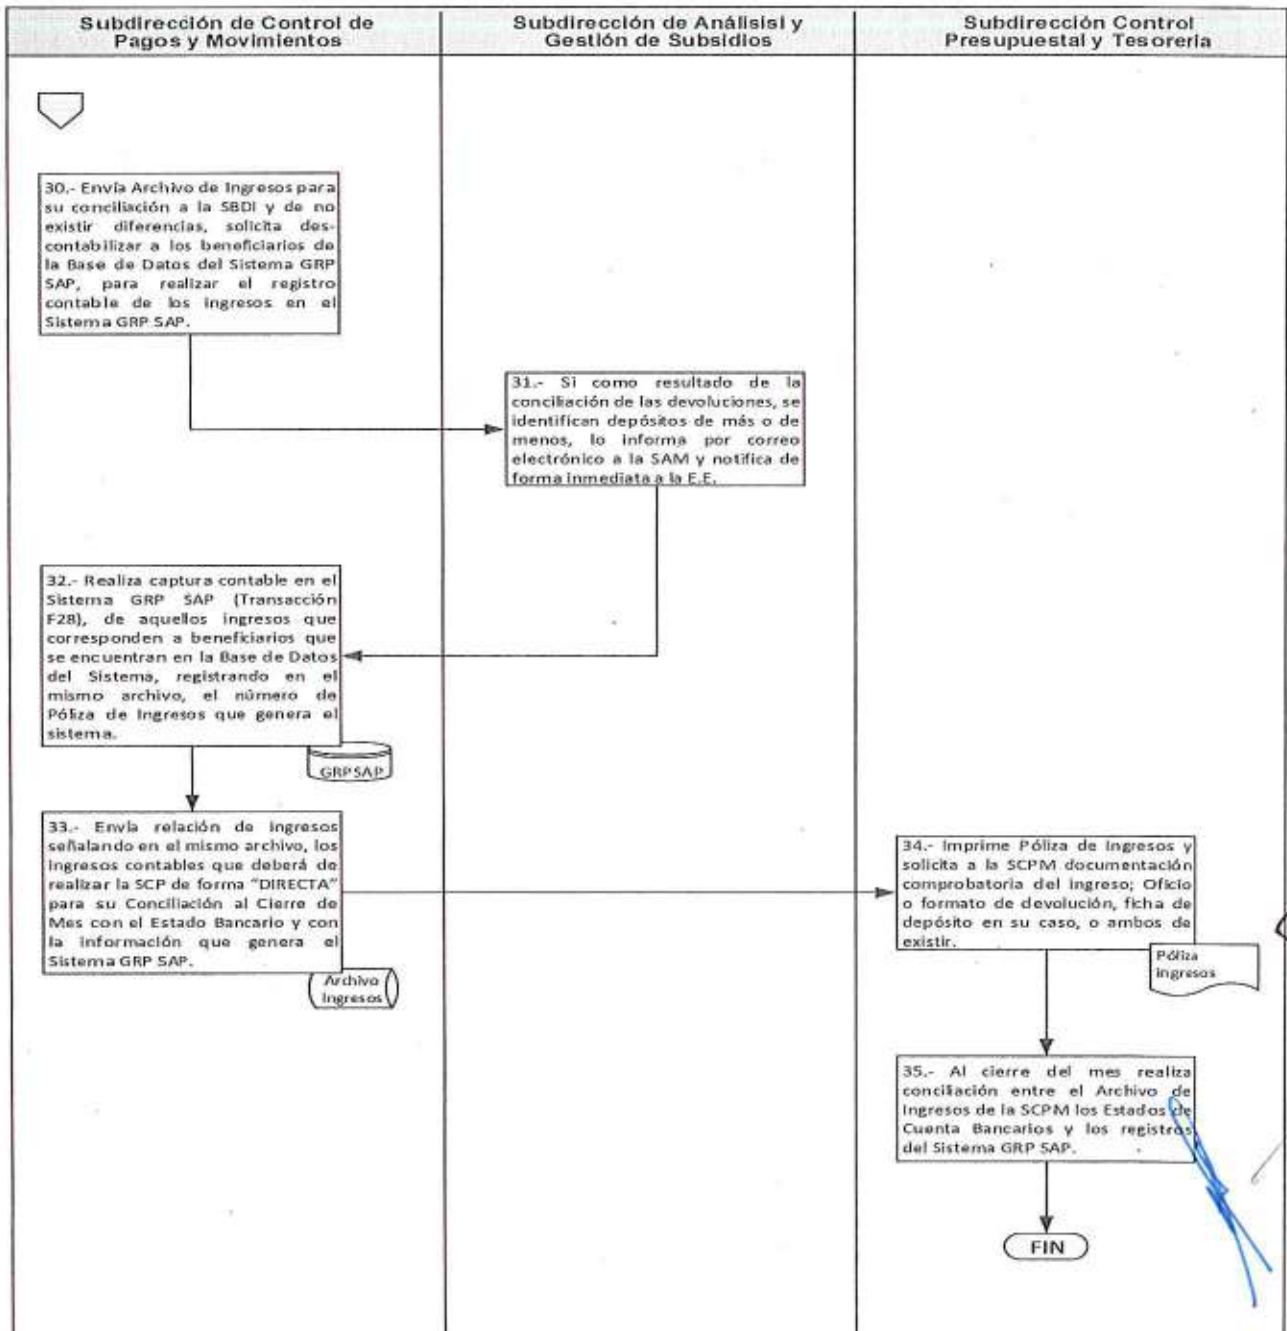 Subdirección de Control de
Pagos y Movimientos
Subdirección de Análisisi y
Gestión de Subsidios
Subdirección Control
Presupuestal y Tesorería
30.- Envía Archivo de Ingresos para
su conciliación a la SBDI y de no
existir diferencias, solicita des-
contabilizar a los beneficiarios de
la Base de Datos del Sistema GRP
SAP, para realizar el registro
contable de los ingresos en el
Sistema GRP SAP.
31.- Si como resultado de la
conciliación de las devoluciones, se
identifican depósitos de más o de
menos, lo informa por correo
electrónico a la SAM y notifica de
forma inmediata a la E.E.
32.- Realiza captura contable en el
Sistema GRP SAP (Transacción
F28), de aquellos ingresos que
corresponden a beneficiarios que
se encuentran en la Base de Datos
del Sistema, registrando en el
mismo archivo, el número de
Póliza de Ingresos que genera el
sistema.
GRPSAP
33.- Envía relación de ingresos
señalando en el mismo archivo, los
ingresos contables que deberá de
realizar la SCP de forma "DIRECTA"
para su Conciliación al Cierre de
Mes con el Estado Bancario y con
la información que genera el
Sistema GRP SAP.
Archivo
Ingresos
34.- Imprime Póliza de Ingresos y
solicita a la SCPM documentación
comprobatoria del ingreso; Oficio
o formato de devolución, ficha de
depósito en su caso, o ambos de
existir.
Póliza
ingresos
35.- Al cierre del mes realiza
conciliación entre el Archivo de
Ingresos de la SCPM los Estados de
Cuenta Bancarios y los registros
del Sistema GRP SAP.
FIN